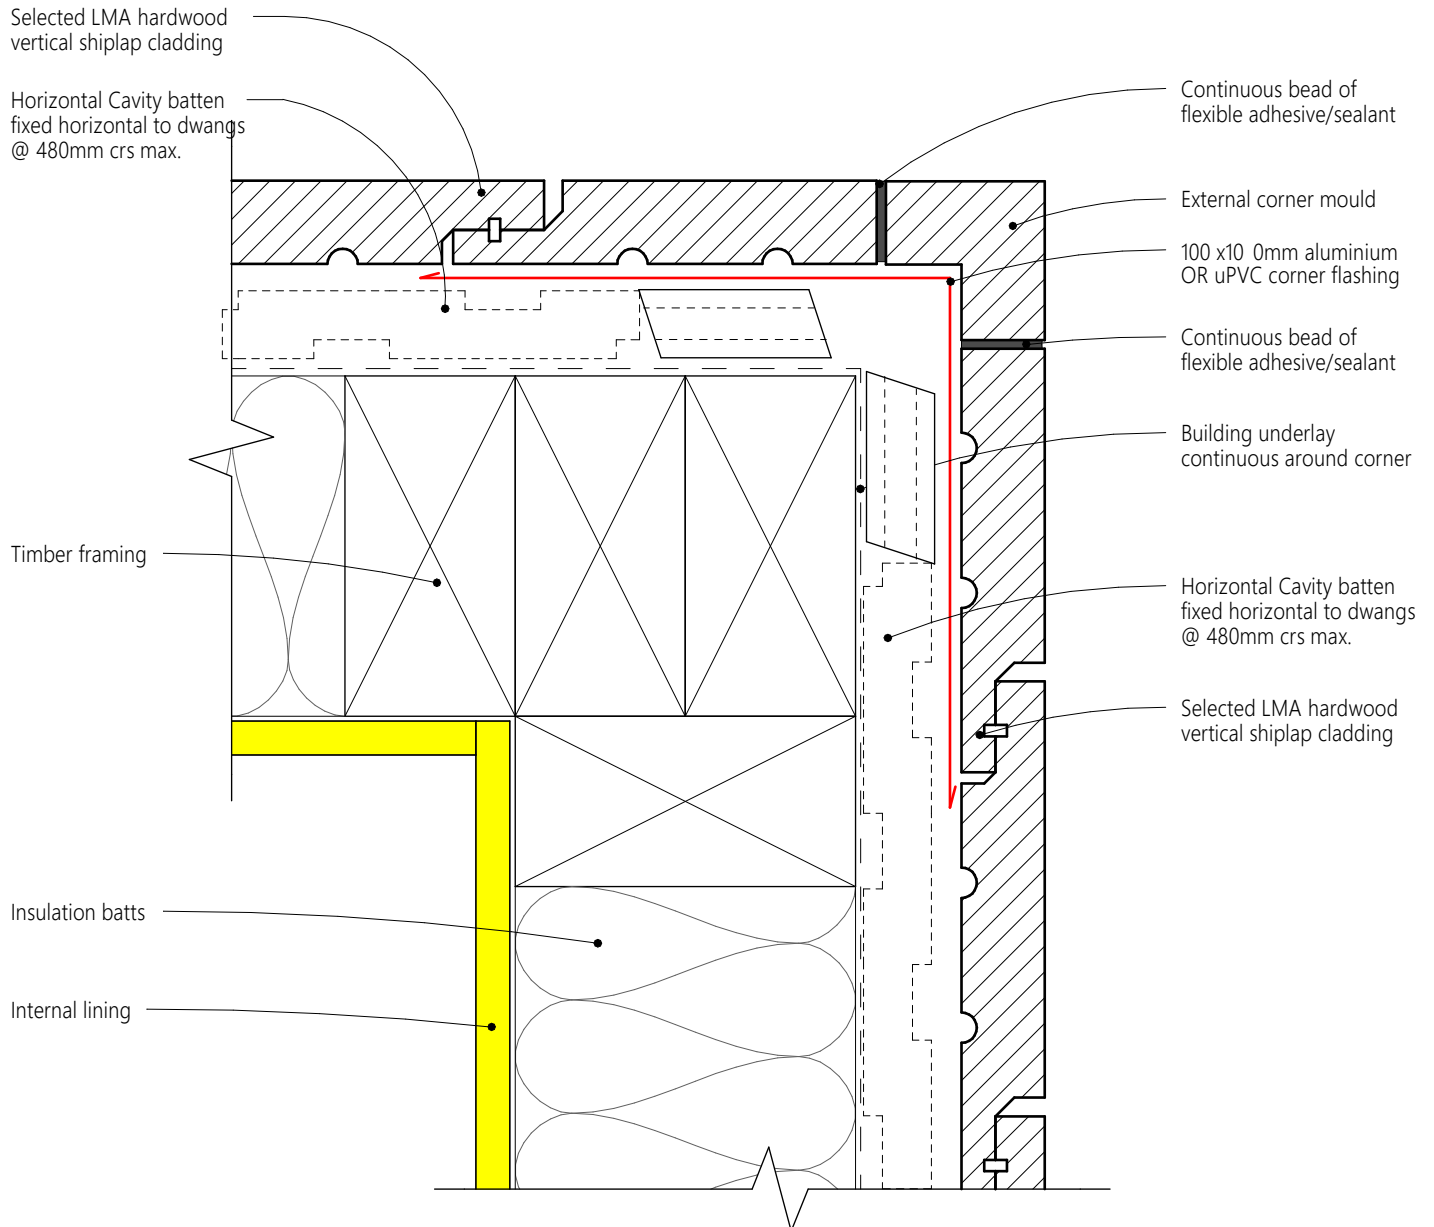 Selected LMA hardwood
vertical shiplap cladding
Horizontal Cavity batten
fixed horizontal to dwangs
@ 480mm crs max.
Timber framing
Insulation batts
Internal lining
Continuous bead of
flexible adhesive/sealant
External corner mould
100 x10 0mm aluminium
OR uPVC corner flashing
Continuous bead of
flexible adhesive/sealant
Building underlay
continuous around corner
Horizontal Cavity batten
fixed horizontal to dwangs
@ 480mm crs max.
Selected LMA hardwood
vertical shiplap cladding